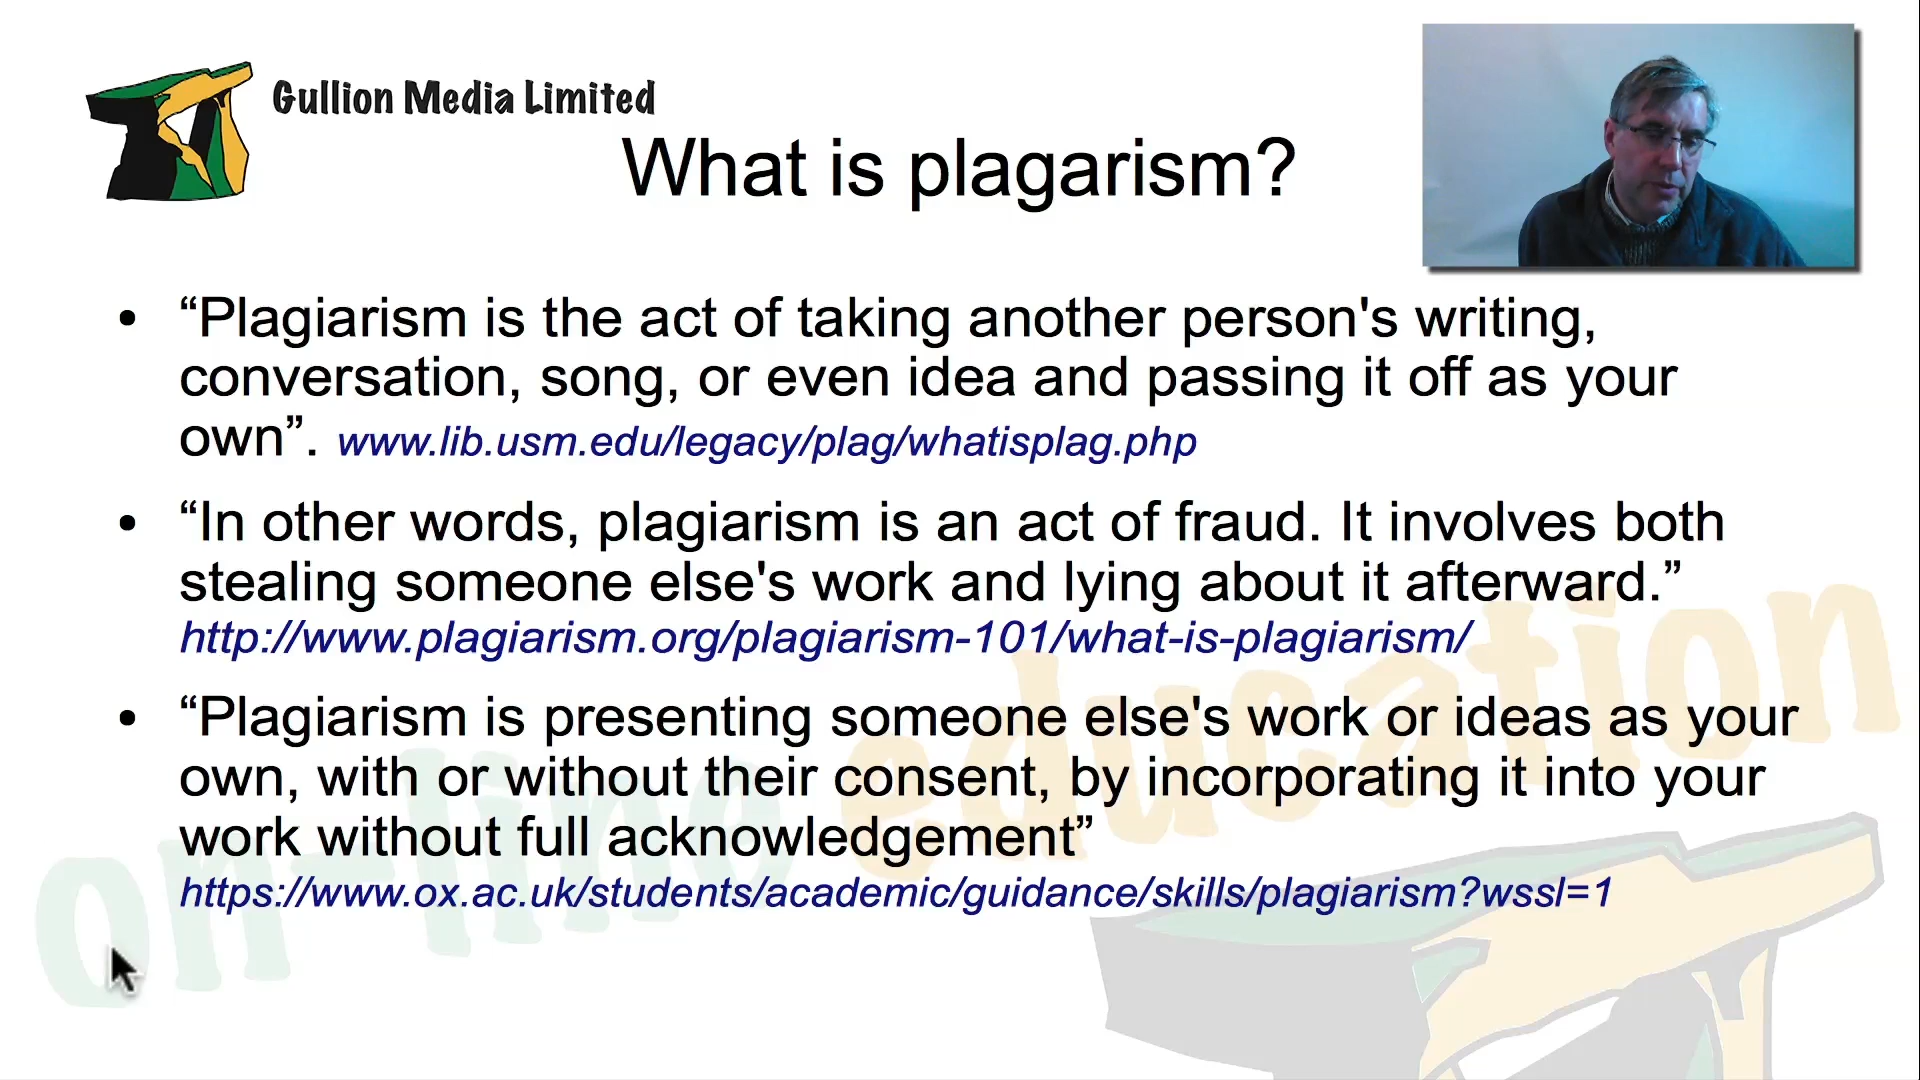 Gullion Media Limited
What is plagarism?
• “Plagiarism is the act of taking another person's writing,
conversation, song, or even idea and passing it off as your
own”. www.lib.usm.edu/legacy/plag/whatisplag.php
• “In other words, plagiarism is an act of fraud. It involves both
stealing someone else's work and lying about it afterward.”
http://www.plagiarism.org/plagiarism-101/what-is-plagiarism/
• “Plagiarism is presenting someone else's work or ideas as your
own, with or without their consent, by incorporating it into your
work without full acknowledgement”
https://www.ox.ac.uk/students/academic/guidance/skills/plagiarism?wssl=1
on-line education